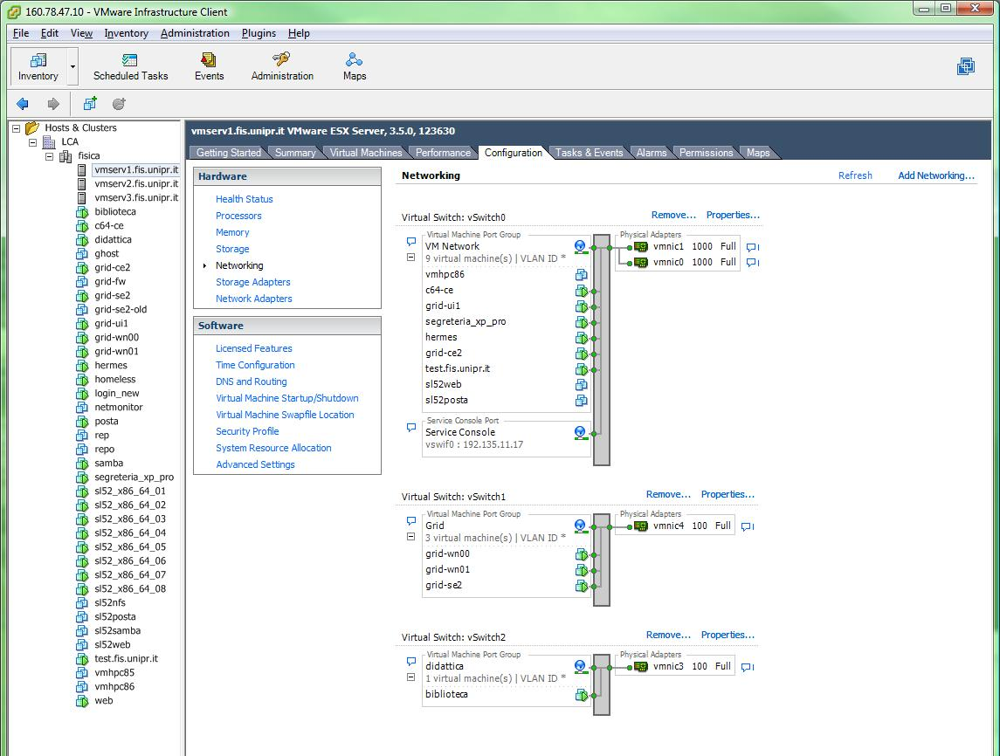 160.78.47.10 - VMware Infrastructure Client
File Edit View Inventory Administration Plugins Help
Inventory Scheduled Tasks Events Administration Maps
Hosts & Clusters
LCA
fisica
vmserv1.fis.unipr.it
vmserv2.fis.unipr.it
vmserv3.fis.unipr.it
biblioteca
c64-ce
didattica
ghost
grid-ce2
grid-fw
grid-se2
grid-se2-old
grid-ui1
grid-wn00
grid-wn01
hermes
homeless
login_new
netmonitor
posta
rep
repo
samba
segreteria_xp_pro
sl52_x86_64_01
sl52_x86_64_02
sl52_x86_64_03
sl52_x86_64_04
sl52_x86_64_05
sl52_x86_64_06
sl52_x86_64_07
sl52_x86_64_08
sl52nfs
sl52posta
sl52samba
sl52web
test.fis.unipr.it
vmhpc85
vmhpc86
web
vmserv1.fis.unipr.it VMware ESX Server, 3.5.0, 123630
Getting Started Summary Virtual Machines Performance Configuration Tasks & Events Alarms Permissions Maps
Hardware
Health Status
Processors
Memory
Storage
Networking
Storage Adapters
Network Adapters
Software
Licensed Features
Time Configuration
DNS and Routing
Virtual Machine Startup/Shutdown
Virtual Machine Swapfile Location
Security Profile
System Resource Allocation
Advanced Settings
Networking Refresh Add Networking...
Virtual Switch: vSwitch0 Remove... Properties...
Virtual Machine Port Group Physical Adapters
VM Network vmnic1 1000 Full
9 virtual machine(s) | VLAN ID * vmnic0 1000 Full
vmhpc86
c64-ce
grid-ui1
segreteria_xp_pro
hermes
grid-ce2
test.fis.unipr.it
sl52web
sl52posta
Service Console Port
Service Console
vswif0 : 192.135.11.17
Virtual Switch: vSwitch1 Remove... Properties...
Virtual Machine Port Group Physical Adapters
Grid vmnic4 100 Full
3 virtual machine(s) | VLAN ID *
grid-wn00
grid-wn01
grid-se2
Virtual Switch: vSwitch2 Remove... Properties...
Virtual Machine Port Group Physical Adapters
didattica vmnic3 100 Full
1 virtual machine(s) | VLAN ID *
biblioteca